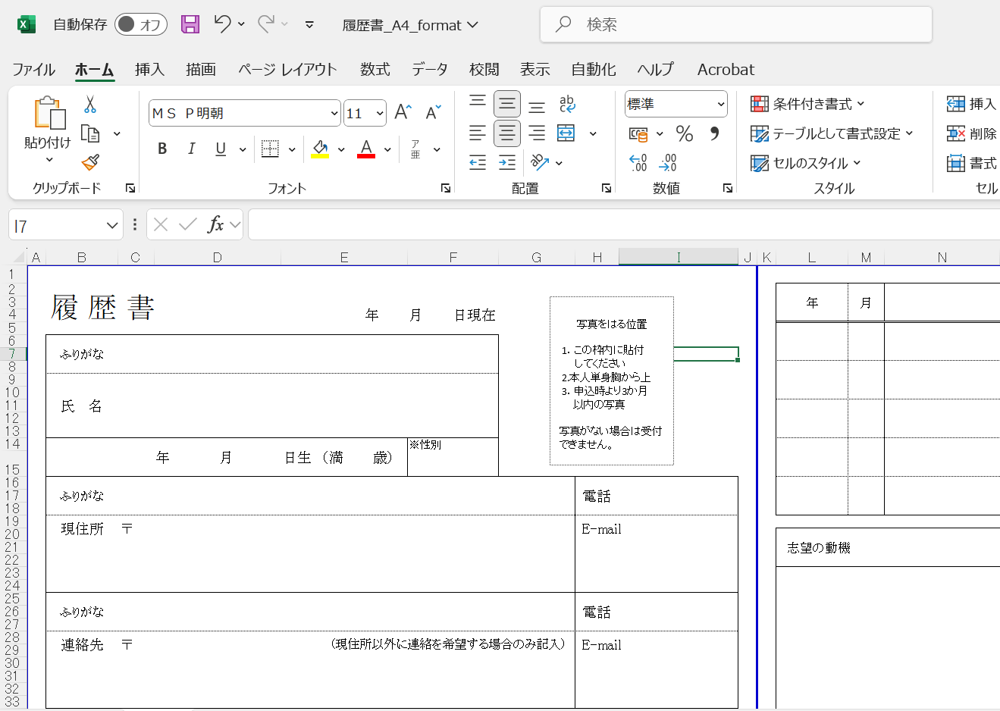 自動保存 オフ 履歴書_A4_format 検索
ファイル ホーム 挿入 描画 ページ レイアウト 数式 データ 校閲 表示 自動化 ヘルプ Acrobat
貼り付け
クリップボード
ＭＳ Ｐ明朝 11
B I U A ア亜
フォント
ab
配置
標準
% 9
.00
数値
条件付き書式
テーブルとして書式設定
セルのスタイル
スタイル
挿入
削除
書式
セル
I7 fx
A B C D E F G H I J K L M N
1
2
3
4
5
6
7
8
9
10
11
12
13
14
15
16
17
18
19
20
21
22
23
24
25
26
27
28
29
30
31
32
33
履歴書
年 月 日現在
写真をはる位置
1. この枠内に貼付
してください
2.本人単身胸から上
3. 申込時より3か月
以内の写真
写真がない場合は受付
できません。
ふりがな
氏 名
年 月 日生（満 歳）
※性別
ふりがな 電話
現住所 〒 E-mail
ふりがな 電話
連絡先 〒 （現住所以外に連絡を希望する場合のみ記入） E-mail
年 月
志望の動機